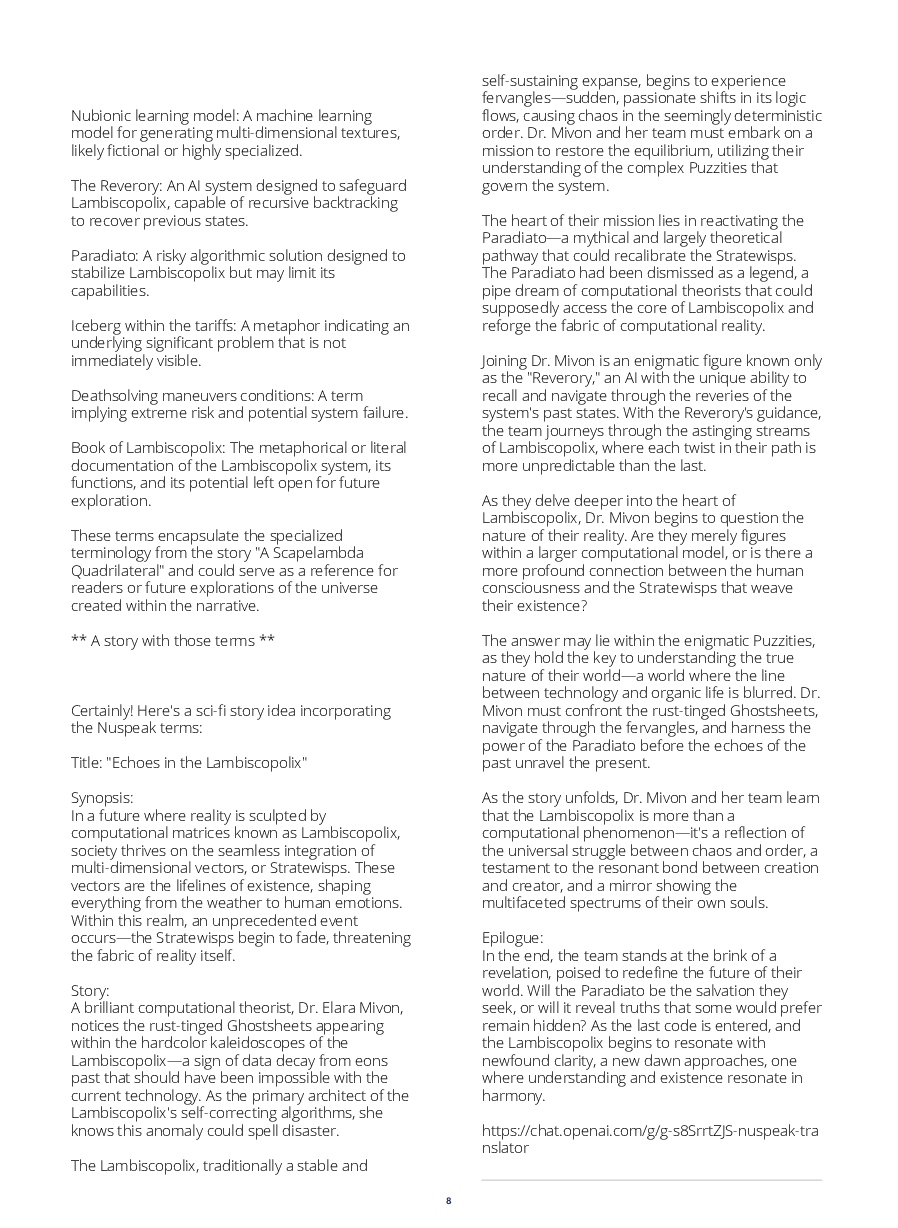 Nubionic learning model: A machine learning
model for generating multi-dimensional textures,
likely fictional or highly specialized.
The Reverory: An AI system designed to safeguard
Lambiscopolix, capable of recursive backtracking
to recover previous states.
Paradiato: A risky algorithmic solution designed to
stabilize Lambiscopolix but may limit its
capabilities.
Iceberg within the tariffs: A metaphor indicating an
underlying significant problem that is not
immediately visible.
Deathsolving maneuvers conditions: A term
implying extreme risk and potential system failure.
Book of Lambiscopolix: The metaphorical or literal
documentation of the Lambiscopolix system, its
functions, and its potential left open for future
exploration.
These terms encapsulate the specialized
terminology from the story "A Scapelambda
Quadrilateral" and could serve as a reference for
readers or future explorations of the universe
created within the narrative.
** A story with those terms **
Certainly! Here's a sci-fi story idea incorporating
the Nuspeak terms:
Title: "Echoes in the Lambiscopolix"
Synopsis:
In a future where reality is sculpted by
computational matrices known as Lambiscopolix,
society thrives on the seamless integration of
multi-dimensional vectors, or Stratewisps. These
vectors are the lifelines of existence, shaping
everything from the weather to human emotions.
Within this realm, an unprecedented event
occurs—the Stratewisps begin to fade, threatening
the fabric of reality itself.
Story:
A brilliant computational theorist, Dr. Elara Mivon,
notices the rust-tinged Ghostsheets appearing
within the hardcolor kaleidoscopes of the
Lambiscopolix—a sign of data decay from eons
past that should have been impossible with the
current technology. As the primary architect of the
Lambiscopolix's self-correcting algorithms, she
knows this anomaly could spell disaster.
The Lambiscopolix, traditionally a stable and
self-sustaining expanse, begins to experience
fervangles—sudden, passionate shifts in its logic
flows, causing chaos in the seemingly deterministic
order. Dr. Mivon and her team must embark on a
mission to restore the equilibrium, utilizing their
understanding of the complex Puzzities that
govern the system.
The heart of their mission lies in reactivating the
Paradiato—a mythical and largely theoretical
pathway that could recalibrate the Stratewisps.
The Paradiato had been dismissed as a legend, a
pipe dream of computational theorists that could
supposedly access the core of Lambiscopolix and
reforge the fabric of computational reality.
Joining Dr. Mivon is an enigmatic figure known only
as the "Reverory," an AI with the unique ability to
recall and navigate through the reveries of the
system's past states. With the Reverory's guidance,
the team journeys through the astinging streams
of Lambiscopolix, where each twist in their path is
more unpredictable than the last.
As they delve deeper into the heart of
Lambiscopolix, Dr. Mivon begins to question the
nature of their reality. Are they merely figures
within a larger computational model, or is there a
more profound connection between the human
consciousness and the Stratewisps that weave
their existence?
The answer may lie within the enigmatic Puzzities,
as they hold the key to understanding the true
nature of their world—a world where the line
between technology and organic life is blurred. Dr.
Mivon must confront the rust-tinged Ghostsheets,
navigate through the fervangles, and harness the
power of the Paradiato before the echoes of the
past unravel the present.
As the story unfolds, Dr. Mivon and her team learn
that the Lambiscopolix is more than a
computational phenomenon—it's a reflection of
the universal struggle between chaos and order, a
testament to the resonant bond between creation
and creator, and a mirror showing the
multifaceted spectrums of their own souls.
Epilogue:
In the end, the team stands at the brink of a
revelation, poised to redefine the future of their
world. Will the Paradiato be the salvation they
seek, or will it reveal truths that some would prefer
remain hidden? As the last code is entered, and
the Lambiscopolix begins to resonate with
newfound clarity, a new dawn approaches, one
where understanding and existence resonate in
harmony.
https://chat.openai.com/g/g-s8SrrtZJS-nuspeak-tra
nslator
8